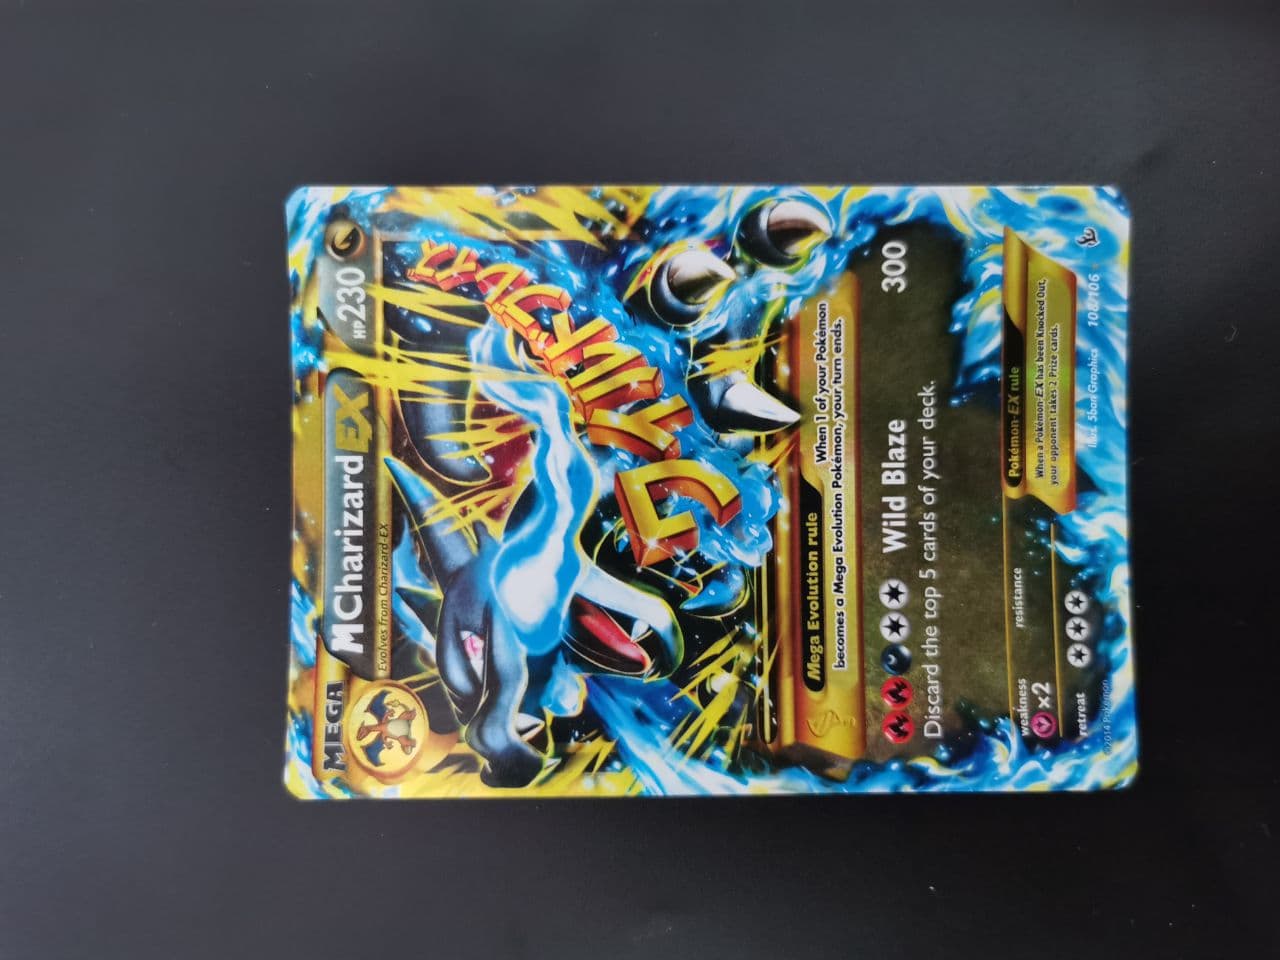 MEGA
MCharizard EX
HP230
Evolves from Charizard-EX
ワイルドブレイズ
Mega Evolution rule
When 1 of your Pokémon
becomes a Mega Evolution Pokémon, your turn ends.
Wild Blaze 300
Discard the top 5 cards of your deck.
weakness resistance
×2
retreat
Pokémon-EX rule
When a Pokémon-EX has been Knocked Out,
your opponent takes 2 Prize cards.
Illus. 5ban Graphics 108/106
©2014 Pokémon